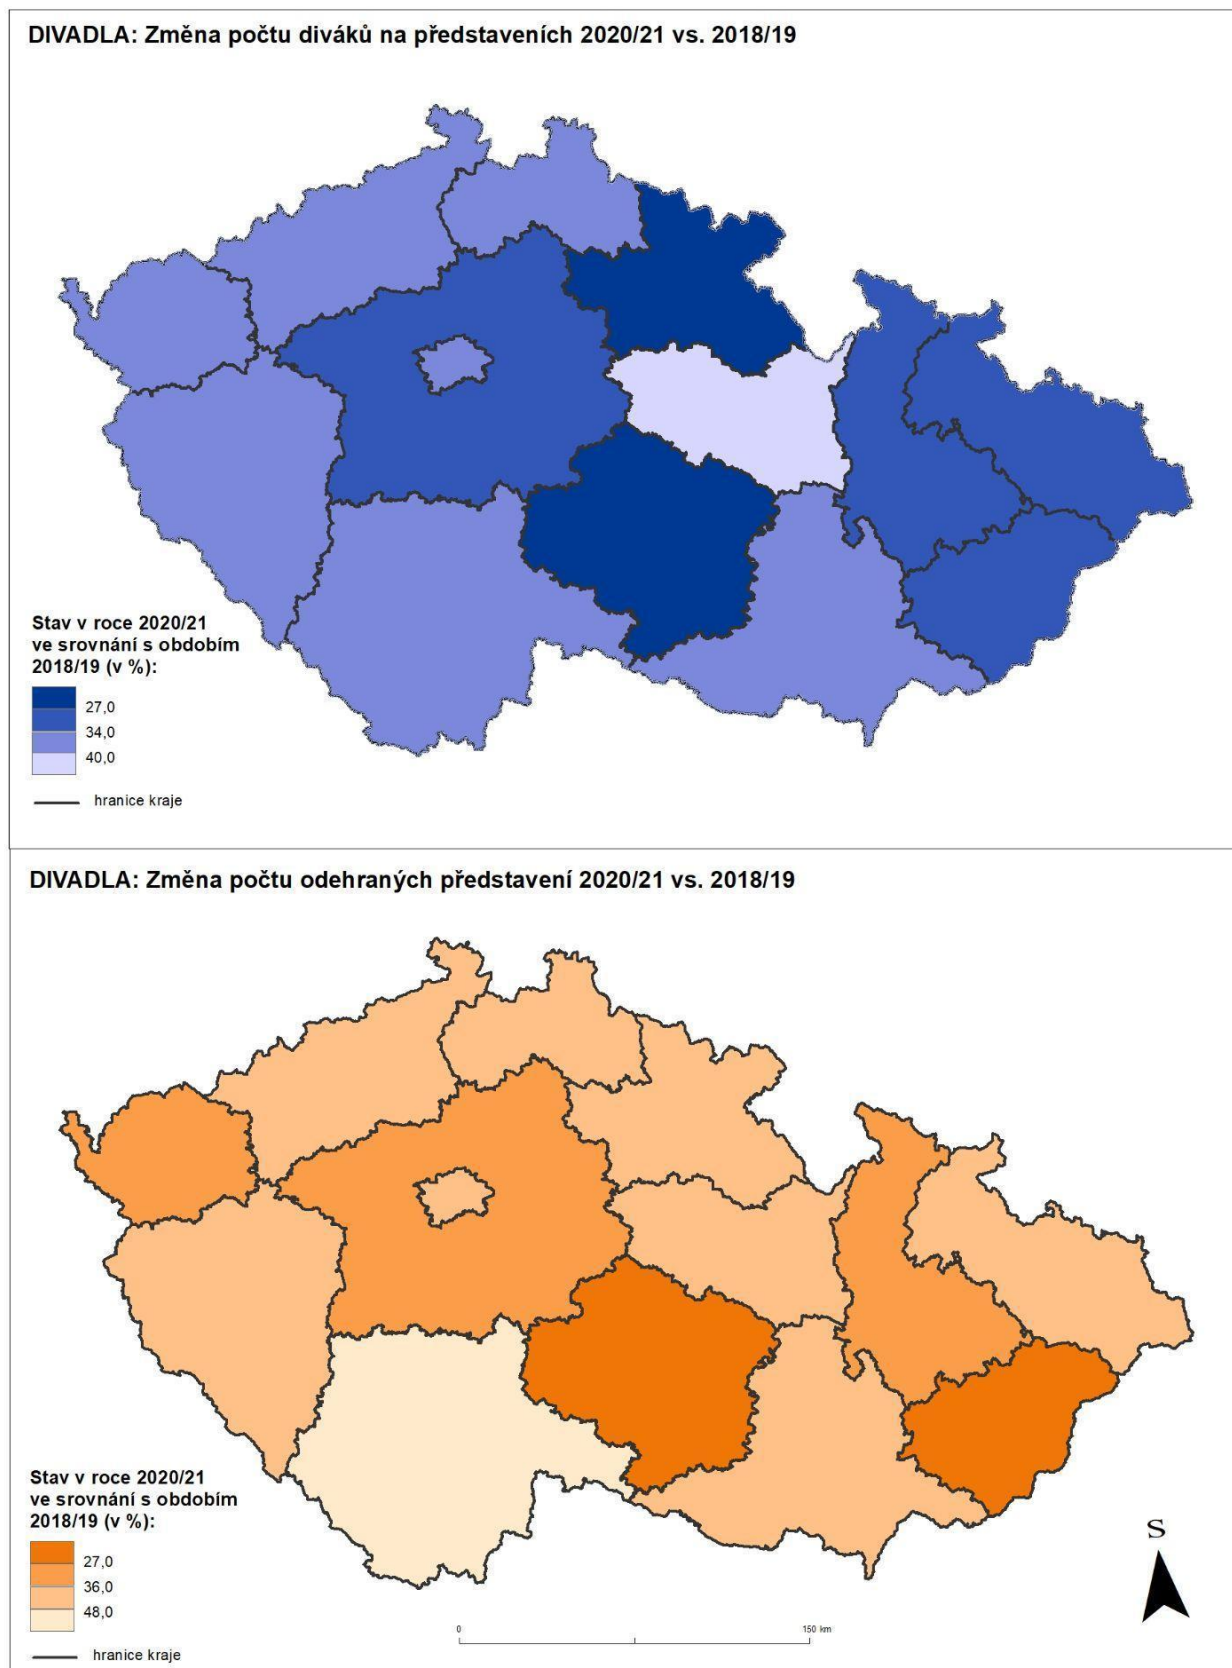 DIVADLA: Změna počtu diváků na představeních 2020/21 vs. 2018/19
Stav v roce 2020/21
ve srovnání s obdobím
2018/19 (v %):
27,0
34,0
40,0
hranice kraje
DIVADLA: Změna počtu odehraných představení 2020/21 vs. 2018/19
Stav v roce 2020/21
ve srovnání s obdobím
2018/19 (v %):
27,0
36,0
48,0
hranice kraje
0 150 km
S